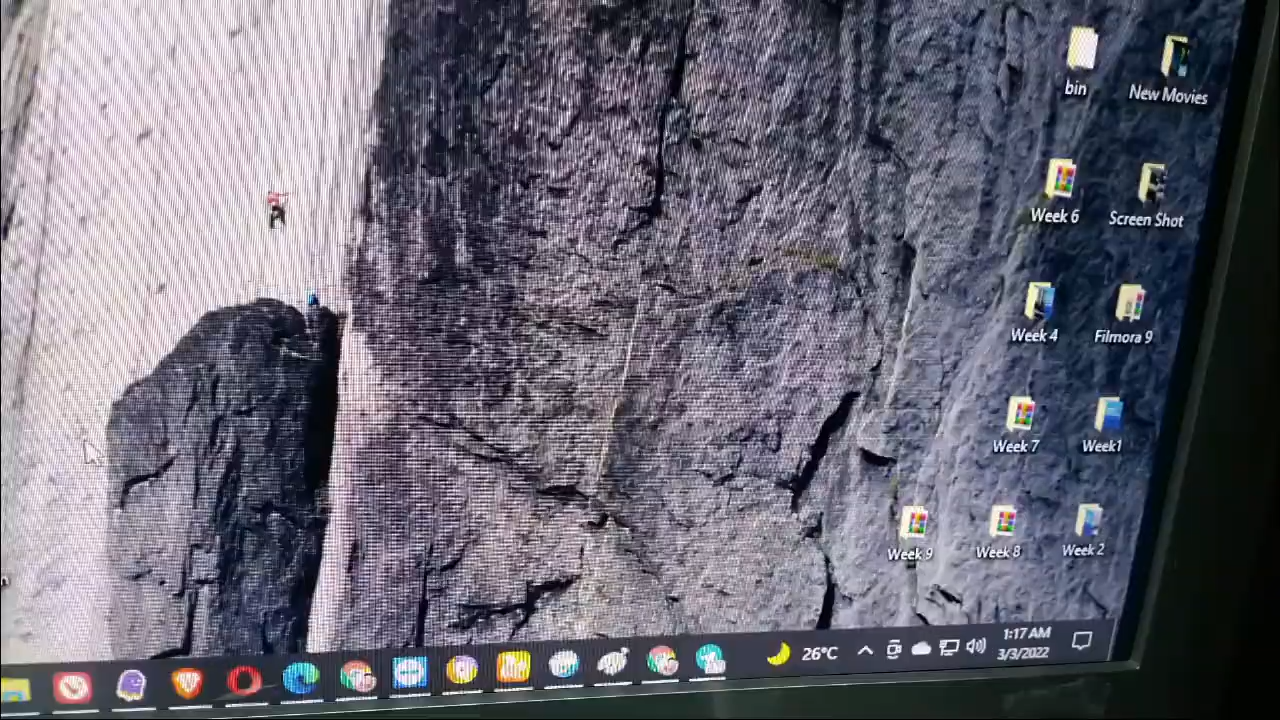 bin
New Movies
Week 6
Screen Shot
Week 4
Filmora 9
Week 7
Week1
Week 9
Week 8
Week 2
26°C
1:17 AM
3/3/2022